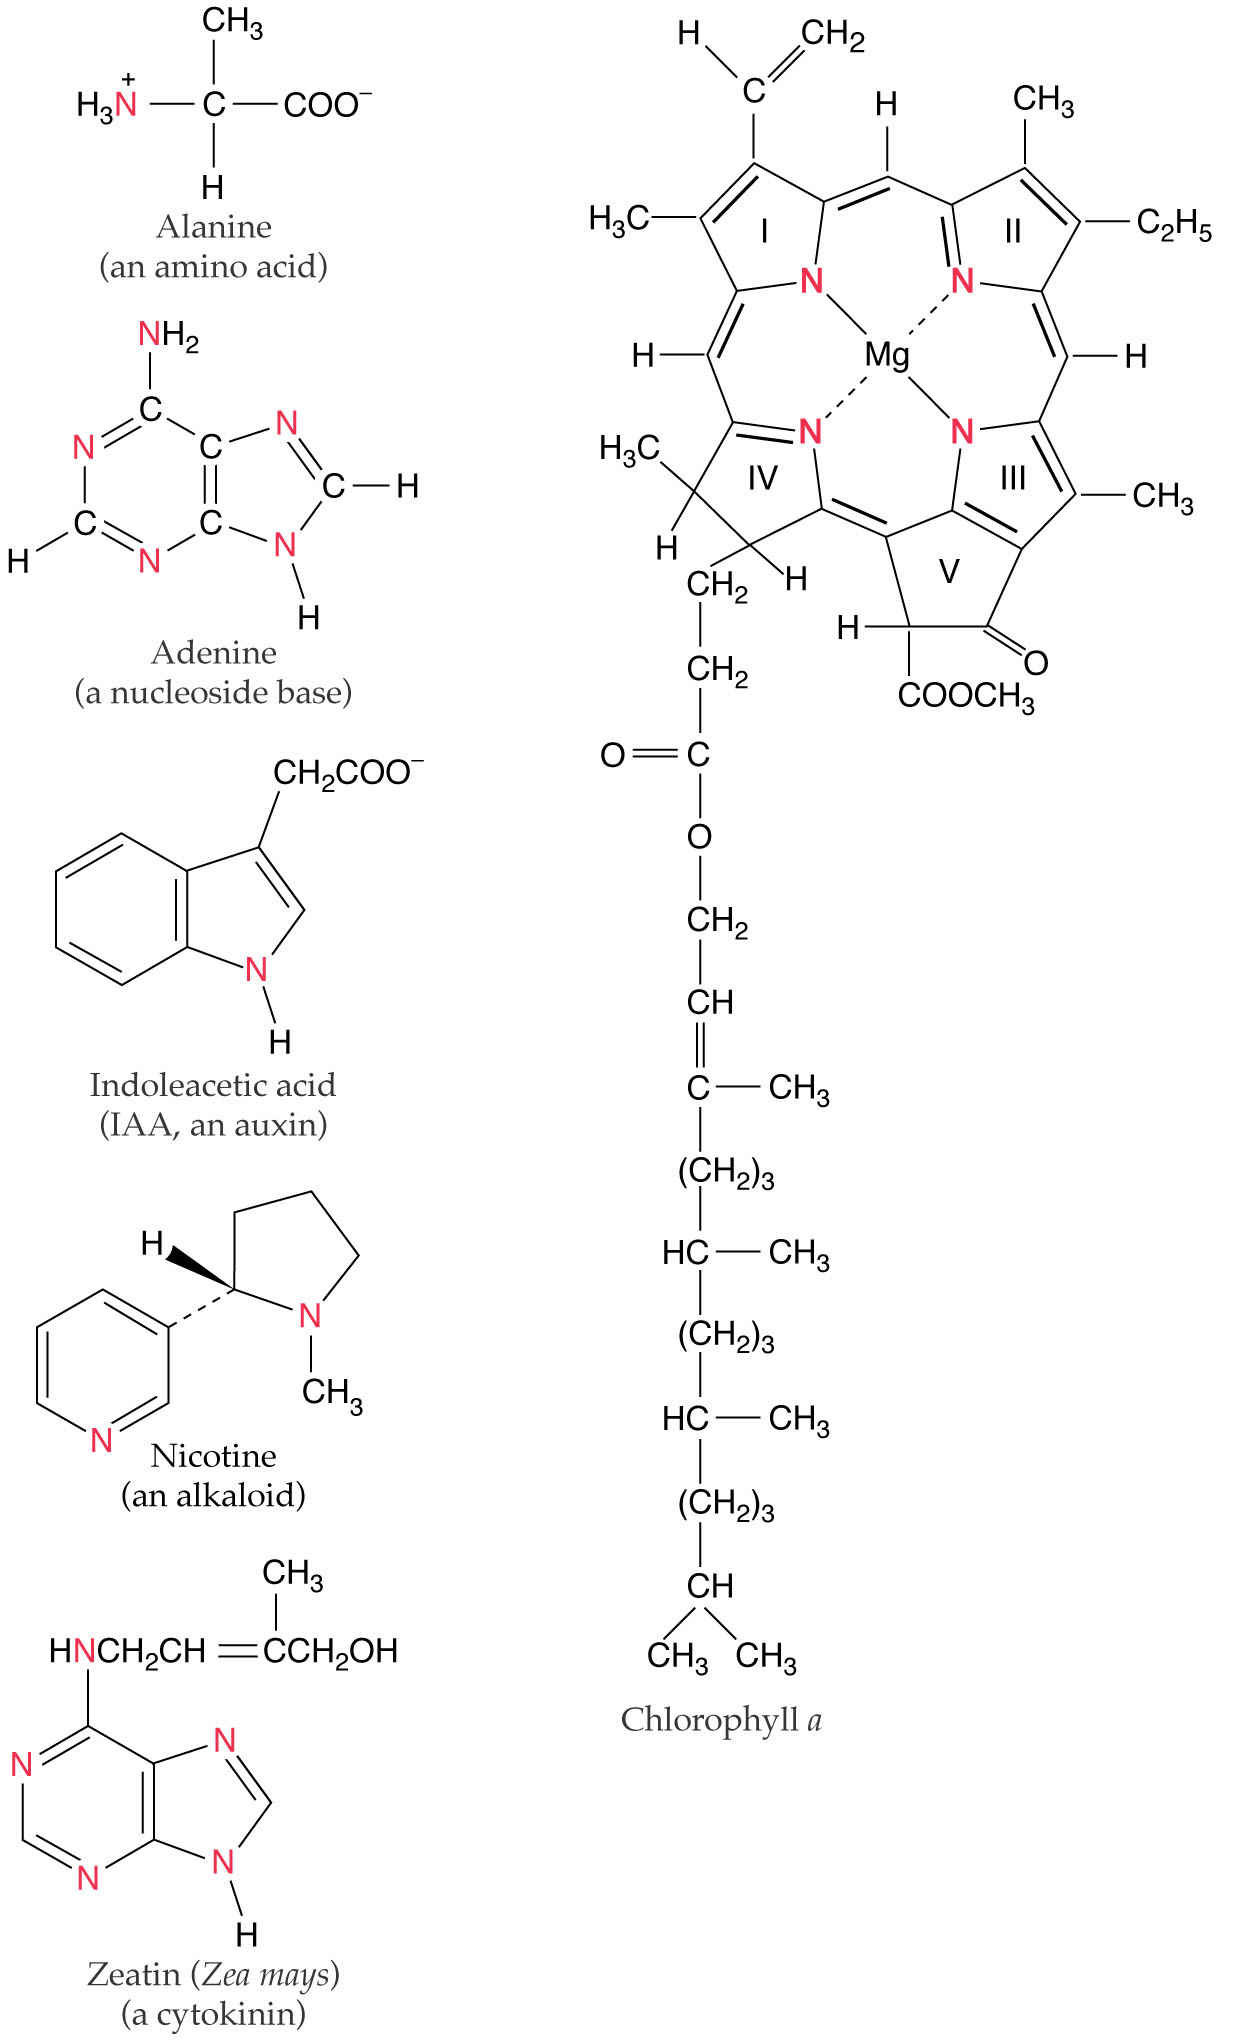 CH₃
H₃N⁺ — C — COO⁻
H
Alanine
(an amino acid)
NH₂
C
N
C
N
C
H
H
C
C
N
N
H
Adenine
(a nucleoside base)
CH₂COO⁻
N
H
Indoleacetic acid
(IAA, an auxin)
H
N
CH₃
N
Nicotine
(an alkaloid)
CH₃
HNCH₂CH═CCH₂OH
N
N
N
N
H
Zeatin (Zea mays)
(a cytokinin)
H
CH₂
C
H
CH₃
H₃C
I
II
C₂H₅
N
N
H
Mg
H
N
N
H₃C
IV
III
CH₃
H
H
V
CH₂
H
O
CH₂
COOCH₃
O═C
O
CH₂
CH
C—CH₃
(CH₂)₃
HC—CH₃
(CH₂)₃
HC—CH₃
(CH₂)₃
CH
CH₃ CH₃
Chlorophyll a